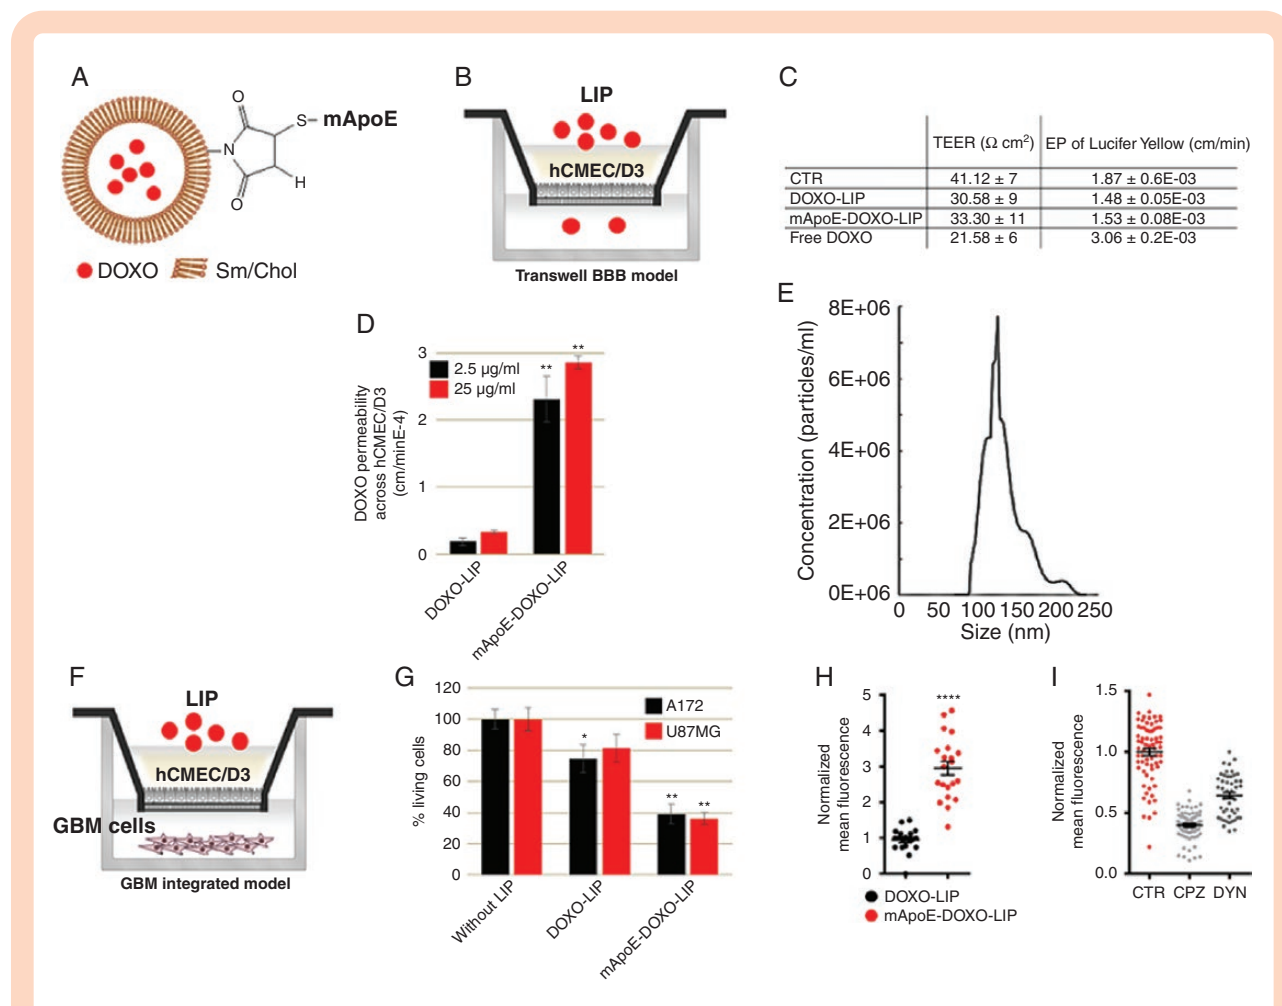 A
O
N
S
mApoE
O
H
DOXO
Sm/Chol
B
LIP
hCMEC/D3
Transwell BBB model
C
TEER (Ω cm²) EP of Lucifer Yellow (cm/min)
CTR 41.12 ± 7 1.87 ± 0.6E-03
DOXO-LIP 30.58 ± 9 1.48 ± 0.05E-03
mApoE-DOXO-LIP 33.30 ± 11 1.53 ± 0.08E-03
Free DOXO 21.58 ± 6 3.06 ± 0.2E-03
D
DOXO permeability
across hCMEC/D3
(cm/minE-4)
3
2
1
0
2.5 µg/ml
25 µg/ml
**
**
DOXO-LIP
mApoE-DOXO-LIP
E
Concentration (particles/ml)
8E+06
6E+06
4E+06
2E+06
0E+06
0 50 100 150 200 250
Size (nm)
F
LIP
hCMEC/D3
GBM cells
GBM integrated model
G
% living cells
120
100
80
60
40
20
0
A172
U87MG
*
**
**
Without LIP
DOXO-LIP
mApoE-DOXO-LIP
H
Normalized
mean fluorescence
5
4
3
2
1
0
****
DOXO-LIP
mApoE-DOXO-LIP
I
Normalized
mean fluorescence
1.5
1.0
0.5
0.0
CTR CPZ DYN